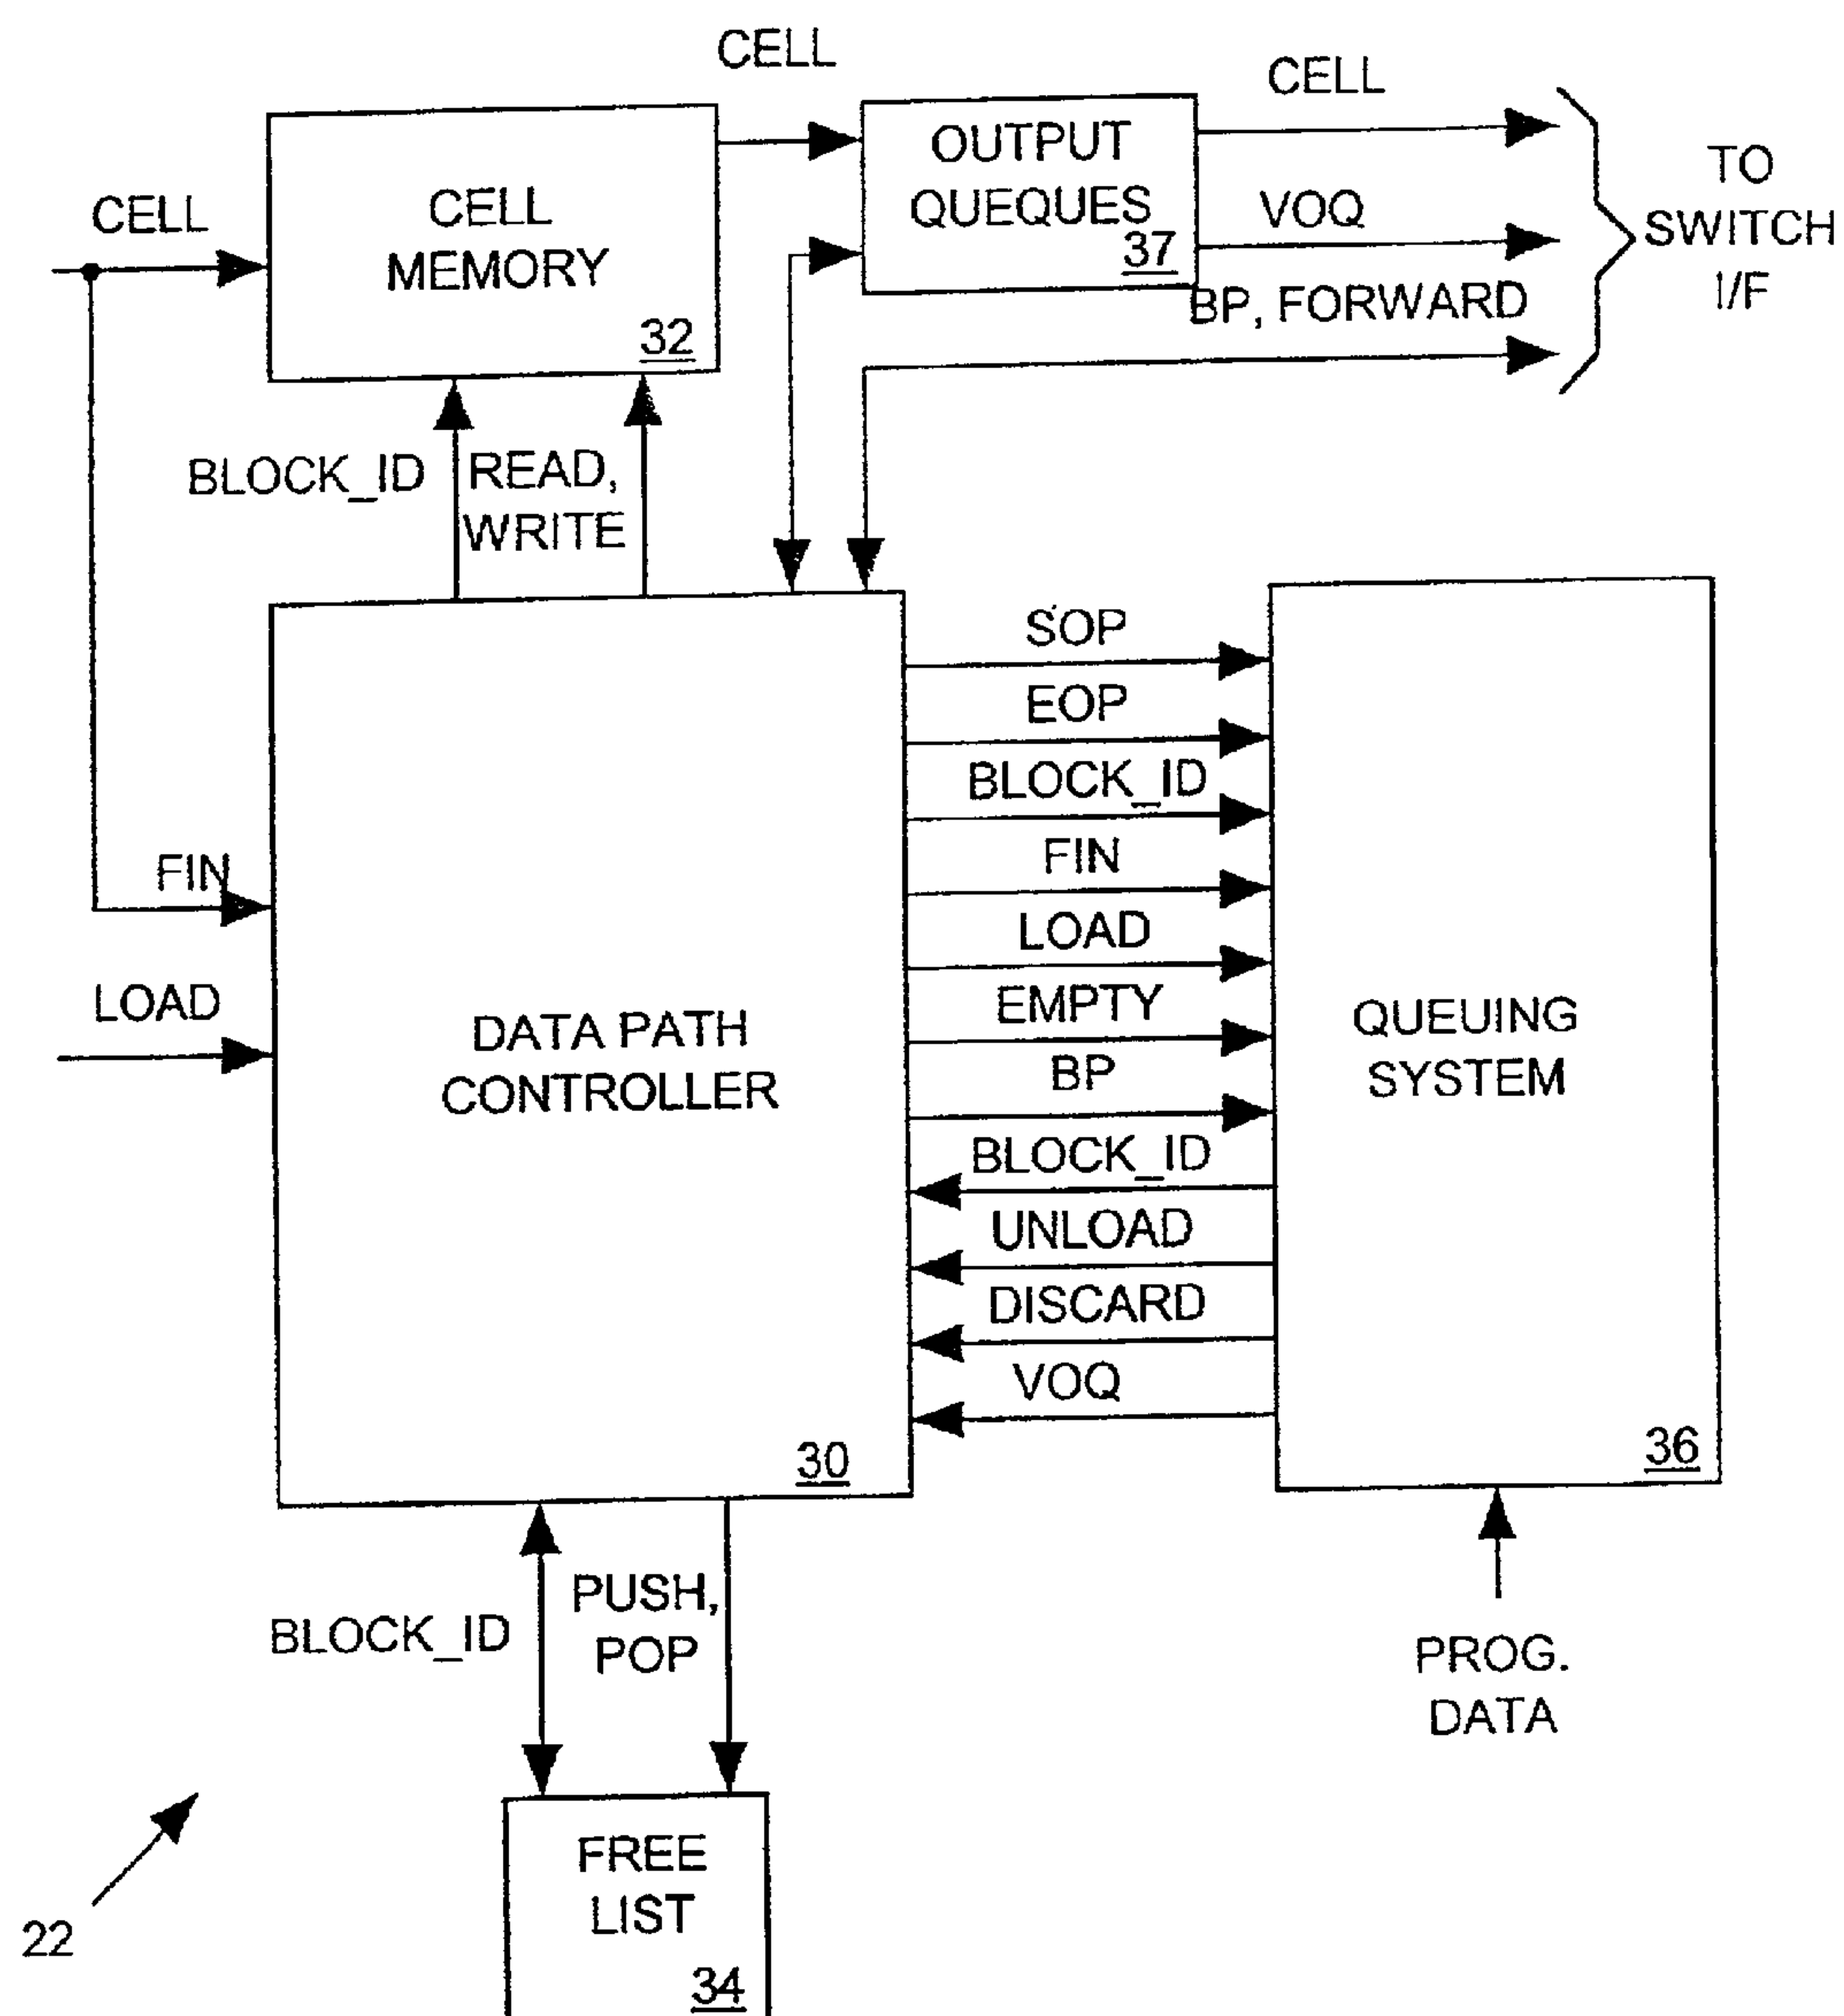 CELL
CELL
CELL
CELL
MEMORY
32
OUTPUT
QUEQUES
37
VOQ
BP, FORWARD
TO
SWITCH
I/F
BLOCK_ID
READ,
WRITE
FIN
LOAD
DATA PATH
CONTROLLER
30
SOP
EOP
BLOCK_ID
FIN
LOAD
EMPTY
BP
BLOCK_ID
UNLOAD
DISCARD
VOQ
QUEUING
SYSTEM
36
BLOCK_ID
PUSH,
POP
PROG.
DATA
FREE
LIST
34
22